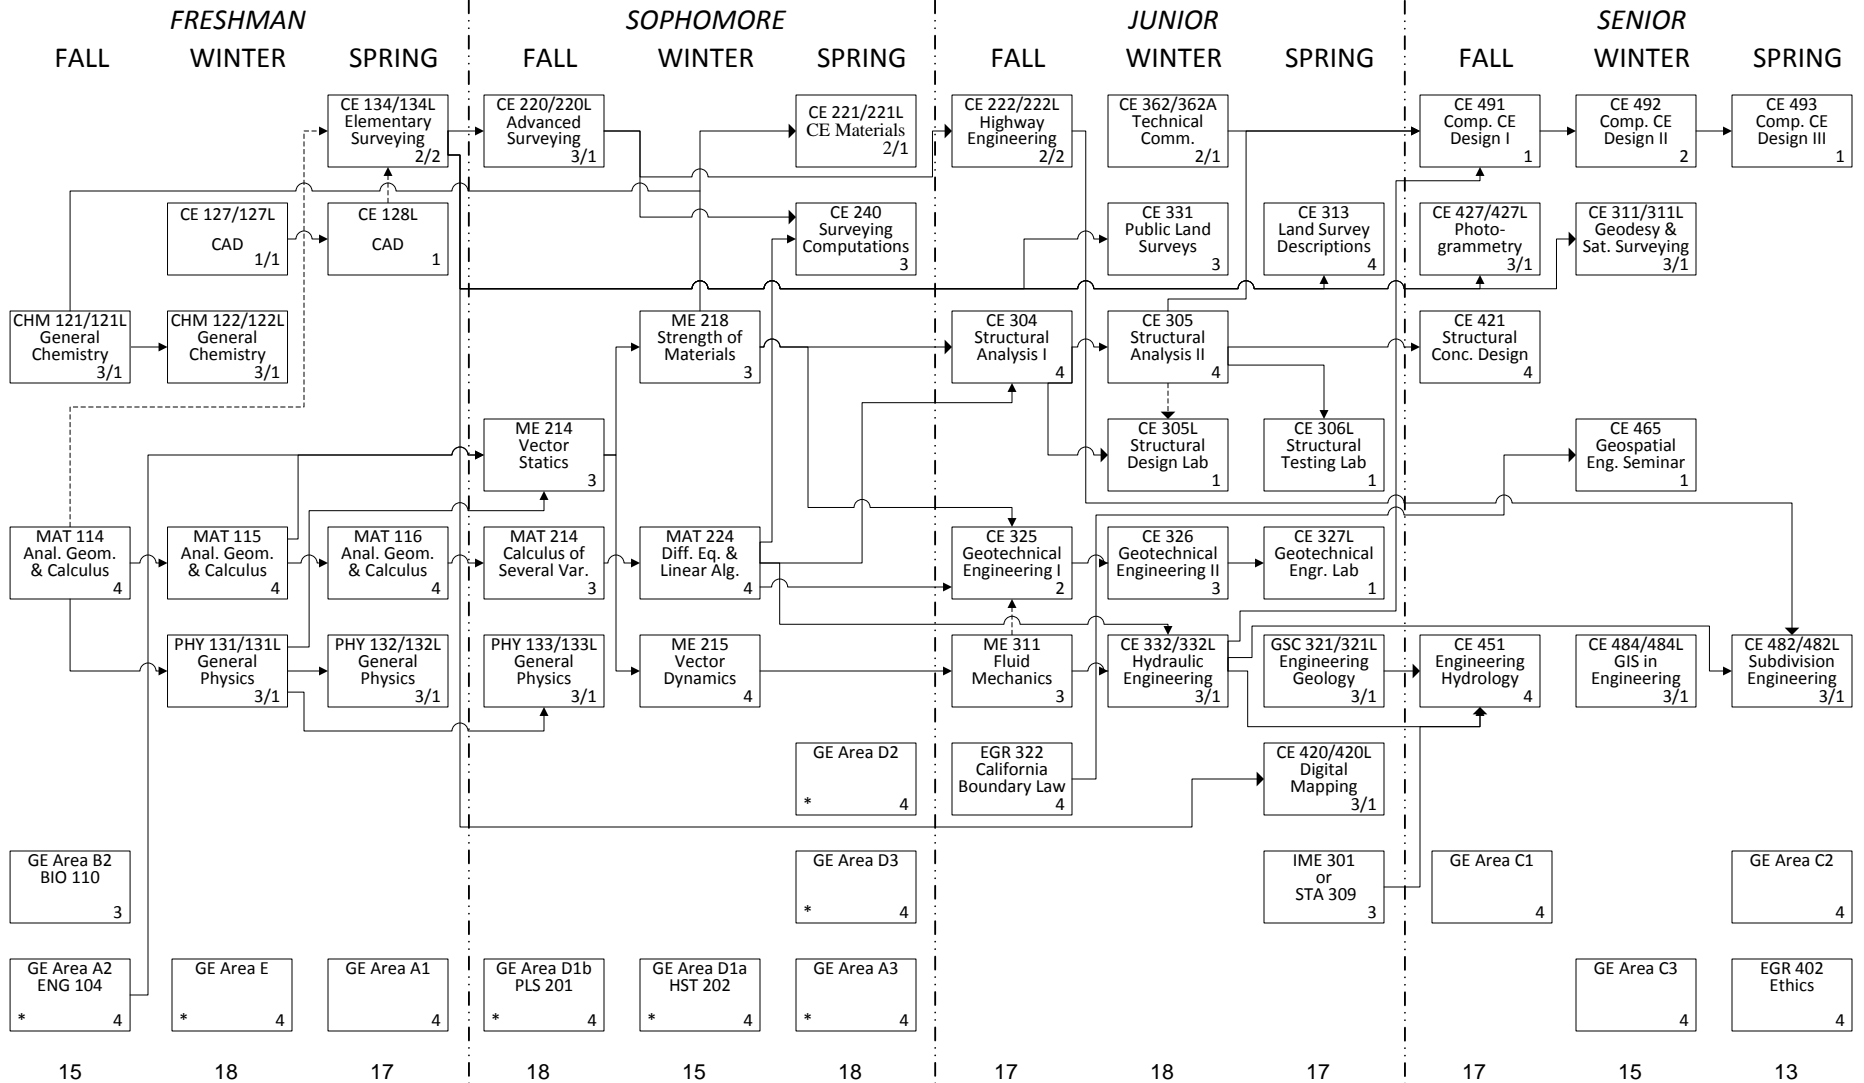 FRESHMAN
SOPHOMORE
JUNIOR
SENIOR
FALL
WINTER
SPRING
FALL
WINTER
SPRING
FALL
WINTER
SPRING
FALL
WINTER
SPRING
CE 134/134L
Elementary
Surveying
2/2
CE 220/220L
Advanced
Surveying
3/1
CE 221/221L
CE Materials
2/1
CE 222/222L
Highway
Engineering
2/2
CE 362/362A
Technical
Comm.
2/1
CE 491
Comp. CE
Design I
1
CE 492
Comp. CE
Design II
2
CE 493
Comp. CE
Design III
1
CE 127/127L
CAD
1/1
CE 128L
CAD
1
CE 240
Surveying
Computations
3
CE 331
Public Land
Surveys
3
CE 313
Land Survey
Descriptions
4
CE 427/427L
Photo-
grammetry
3/1
CE 311/311L
Geodesy &
Sat. Surveying
3/1
CHM 121/121L
General
Chemistry
3/1
CHM 122/122L
General
Chemistry
3/1
ME 218
Strength of
Materials
3
CE 304
Structural
Analysis I
4
CE 305
Structural
Analysis II
4
CE 421
Structural
Conc. Design
4
ME 214
Vector
Statics
3
CE 305L
Structural
Design Lab
1
CE 306L
Structural
Testing Lab
1
CE 465
Geospatial
Eng. Seminar
1
MAT 114
Anal. Geom.
& Calculus
4
MAT 115
Anal. Geom.
& Calculus
4
MAT 116
Anal. Geom.
& Calculus
4
MAT 214
Calculus of
Several Var.
3
MAT 224
Diff. Eq. &
Linear Alg.
4
CE 325
Geotechnical
Engineering I
2
CE 326
Geotechnical
Engineering II
3
CE 327L
Geotechnical
Engr. Lab
1
PHY 131/131L
General
Physics
3/1
PHY 132/132L
General
Physics
3/1
PHY 133/133L
General
Physics
3/1
ME 215
Vector
Dynamics
4
ME 311
Fluid
Mechanics
3
CE 332/332L
Hydraulic
Engineering
3/1
GSC 321/321L
Engineering
Geology
3/1
CE 451
Engineering
Hydrology
4
CE 484/484L
GIS in
Engineering
3/1
CE 482/482L
Subdivision
Engineering
3/1
GE Area D2
* 4
EGR 322
California
Boundary Law
4
CE 420/420L
Digital
Mapping
3/1
GE Area B2
BIO 110
3
GE Area D3
* 4
IME 301
or
STA 309
3
GE Area C1
4
GE Area C2
4
GE Area A2
ENG 104
* 4
GE Area E
* 4
GE Area A1
4
GE Area D1b
PLS 201
* 4
GE Area D1a
HST 202
* 4
GE Area A3
* 4
GE Area C3
4
EGR 402
Ethics
4
15
18
17
18
15
18
17
18
17
17
15
13